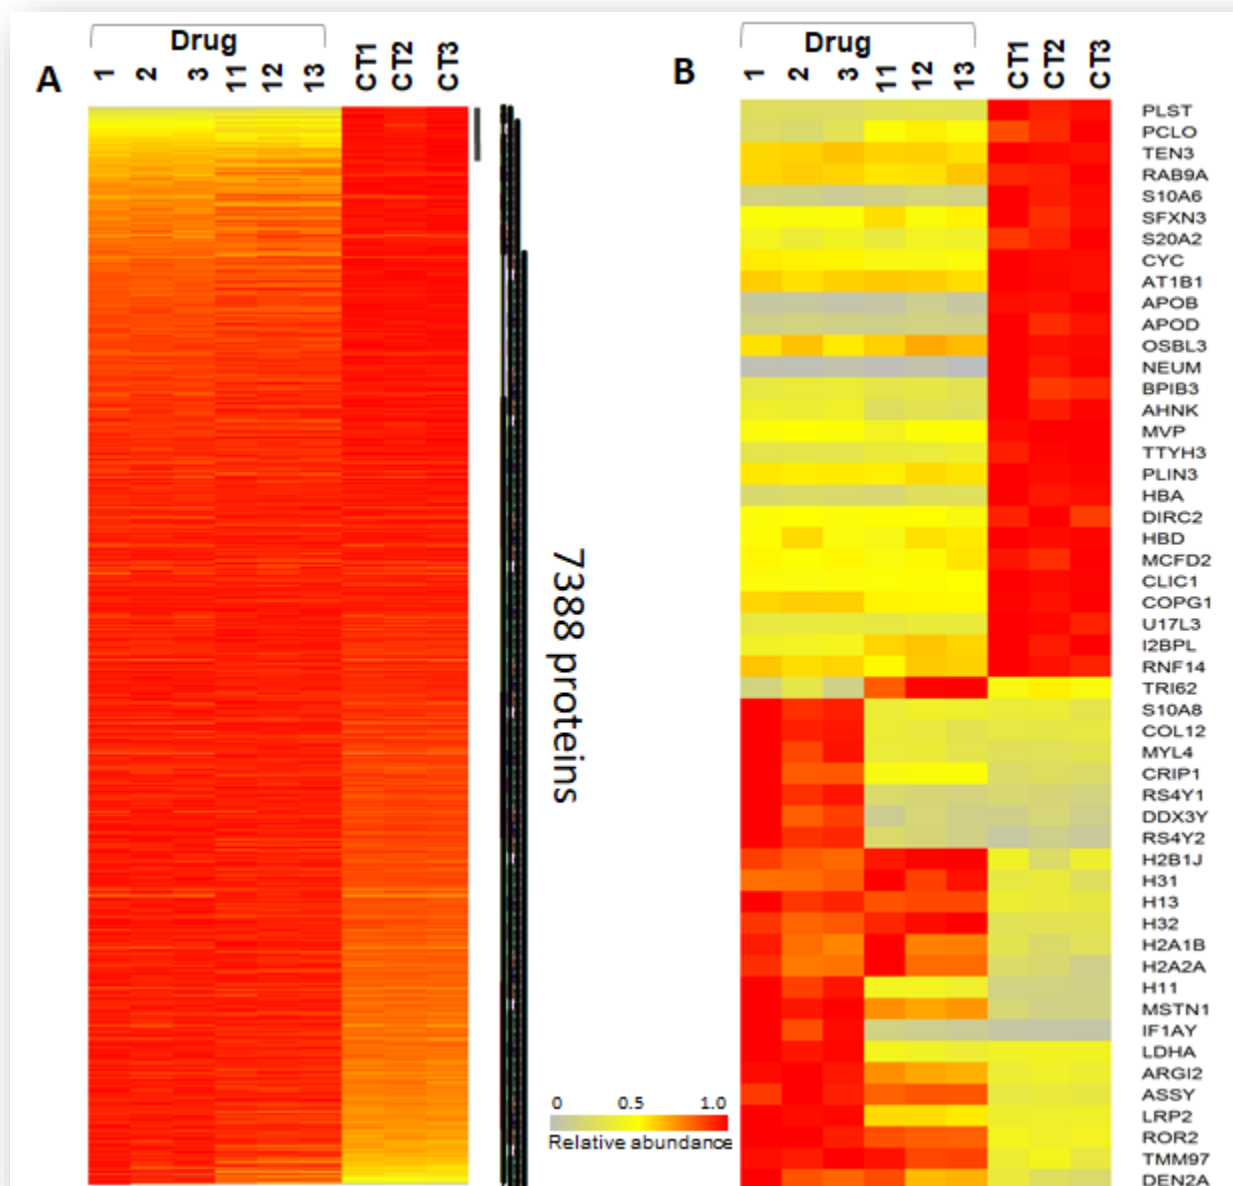 A
Drug
1 2 3 11 12 13 CT1 CT2 CT3
7388 proteins
0 0.5 1.0
Relative abundance
B
Drug
1 2 3 11 12 13 CT1 CT2 CT3
PLST
PCLO
TEN3
RAB9A
S10A6
SFXN3
S20A2
CYC
AT1B1
APOB
APOD
OSBL3
NEUM
BPIB3
AHNK
MVP
TTYH3
PLIN3
HBA
DIRC2
HBD
MCFD2
CLIC1
COPG1
U17L3
I2BPL
RNF14
TRI62
S10A8
COL12
MYL4
CRIP1
RS4Y1
DDX3Y
RS4Y2
H2B1J
H31
H13
H32
H2A1B
H2A2A
H11
MSTN1
IF1AY
LDHA
ARGI2
ASSY
LRP2
ROR2
TMM97
DEN2A